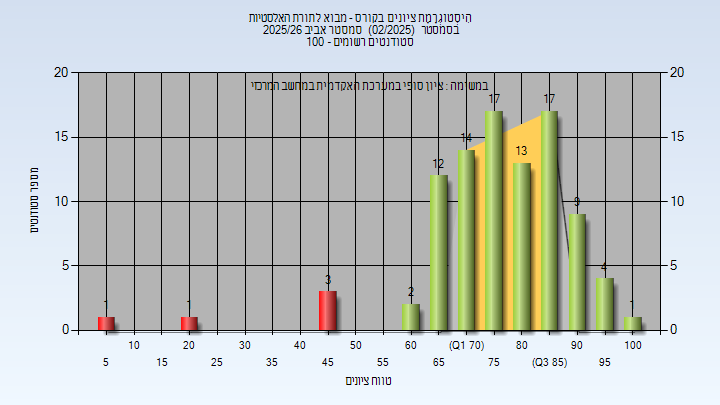 היסטוגרמת ציונים בקורס - מבוא לתורת האלסטיות
בסמסטר (02/2025) סמסטר אביב 2025/26
סטודנטים רשומים - 100
במשימה : ציון סופי במערכת האקדמית במחשב המרכזי
מספר סטודנטים
20 15 10 5 0
20 15 10 5 0
1 1 3 2 12 14 17 13 17 9 4 1
10 20 30 40 50 60 (Q1 70) 80 90 100
5 15 25 35 45 55 65 75 (Q3 85) 95
טווח ציונים